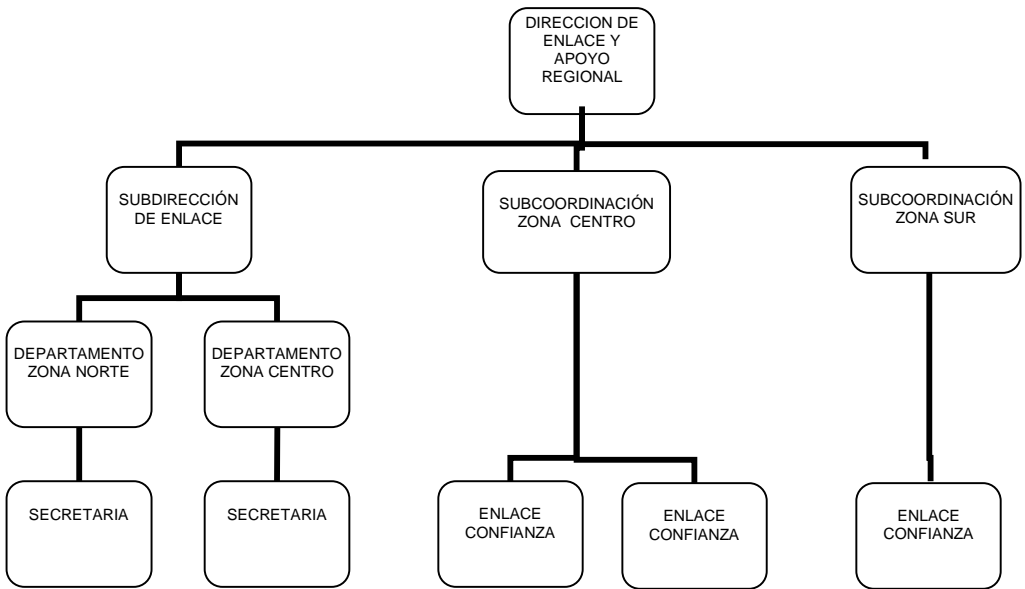 DIRECCION DE
ENLACE Y
APOYO
REGIONAL
SUBDIRECCIÓN
DE ENLACE
SUBCOORDINACIÓN
ZONA CENTRO
SUBCOORDINACIÓN
ZONA SUR
DEPARTAMENTO
ZONA NORTE
DEPARTAMENTO
ZONA CENTRO
SECRETARIA
SECRETARIA
ENLACE
CONFIANZA
ENLACE
CONFIANZA
ENLACE
CONFIANZA